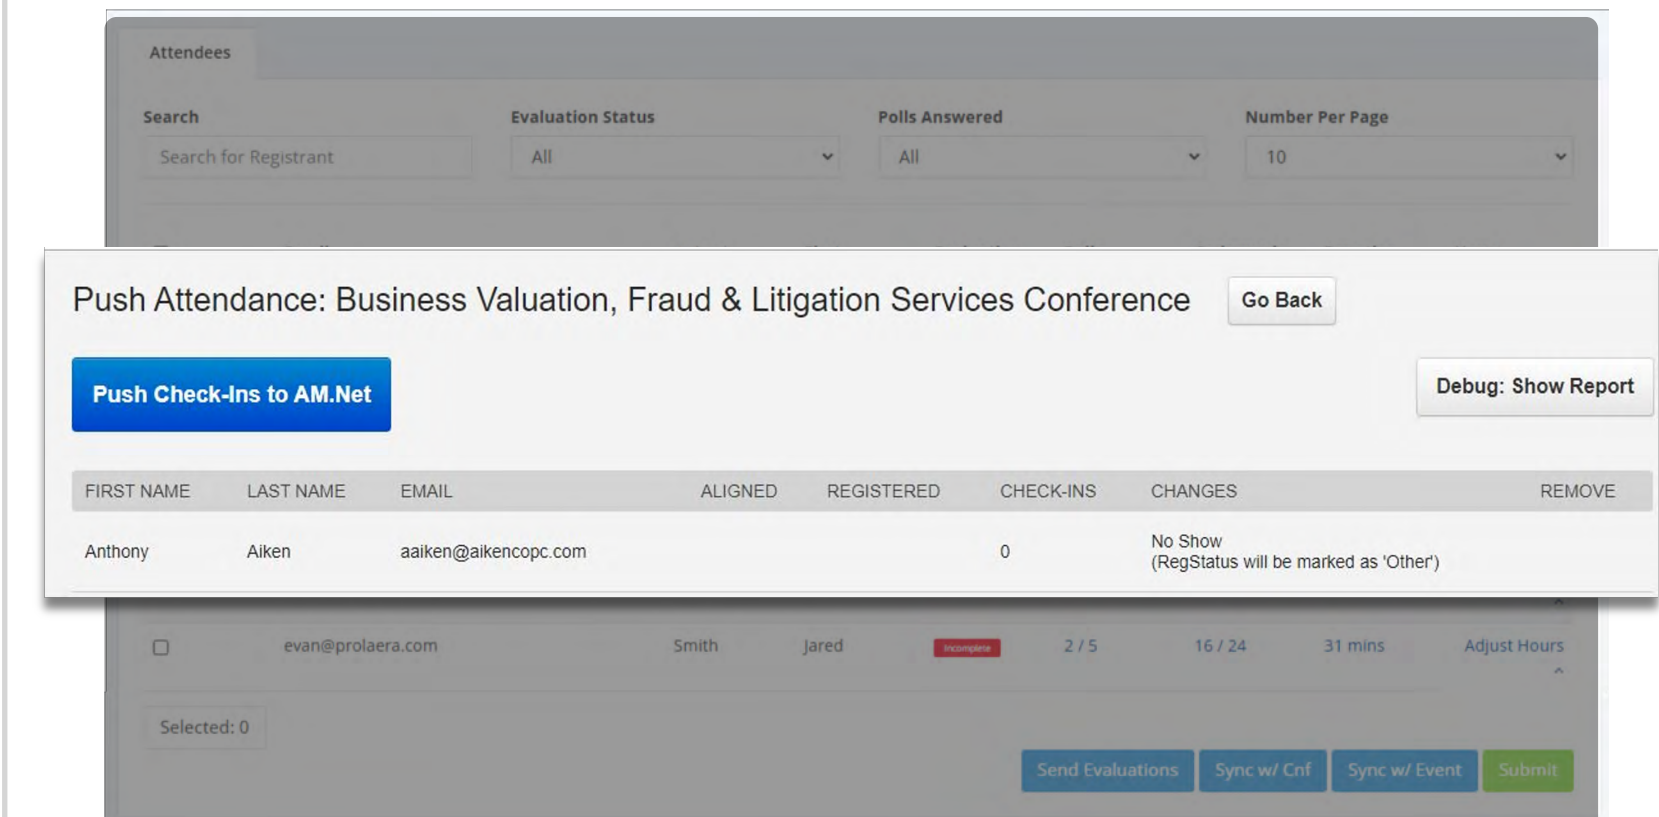 Attendees
Search Evaluation Status Polls Answered Number Per Page
Search for Registrant All All 10
Push Attendance: Business Valuation, Fraud & Litigation Services Conference Go Back
Push Check-Ins to AM.Net Debug: Show Report
FIRST NAME LAST NAME EMAIL ALIGNED REGISTERED CHECK-INS CHANGES REMOVE
Anthony Aiken aaiken@aikencopc.com 0 No Show
(RegStatus will be marked as 'Other')
evan@prolaera.com Smith Jared Incomplete 2 / 5 16 / 24 31 mins Adjust Hours
Selected: 0
Send Evaluations Sync w/ Cnf Sync w/ Event Submit